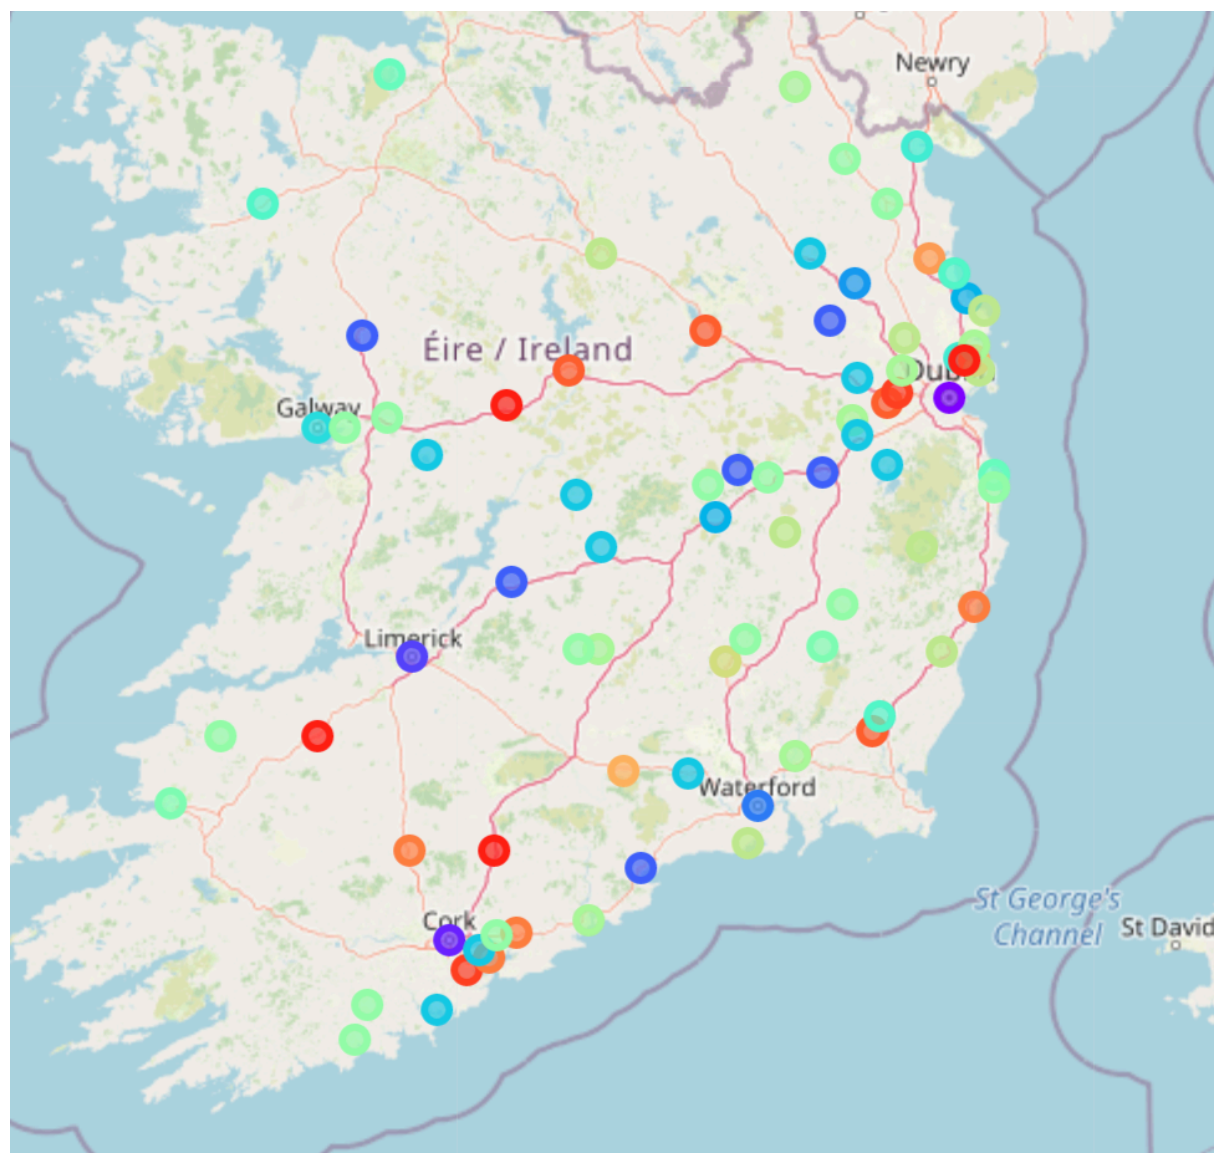 Newry
Éire / Ireland
Galway
Limerick
Waterford
Cork
St George's
Channel
St David